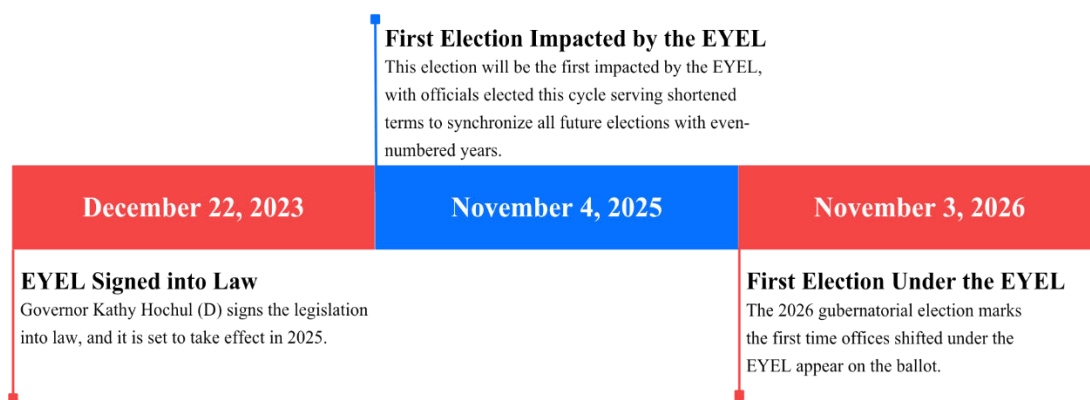 First Election Impacted by the EYEL
This election will be the first impacted by the EYEL,
with officials elected this cycle serving shortened
terms to synchronize all future elections with even-
numbered years.
December 22, 2023
November 4, 2025
November 3, 2026
EYEL Signed into Law
Governor Kathy Hochul (D) signs the legislation
into law, and it is set to take effect in 2025.
First Election Under the EYEL
The 2026 gubernatorial election marks
the first time offices shifted under the
EYEL appear on the ballot.